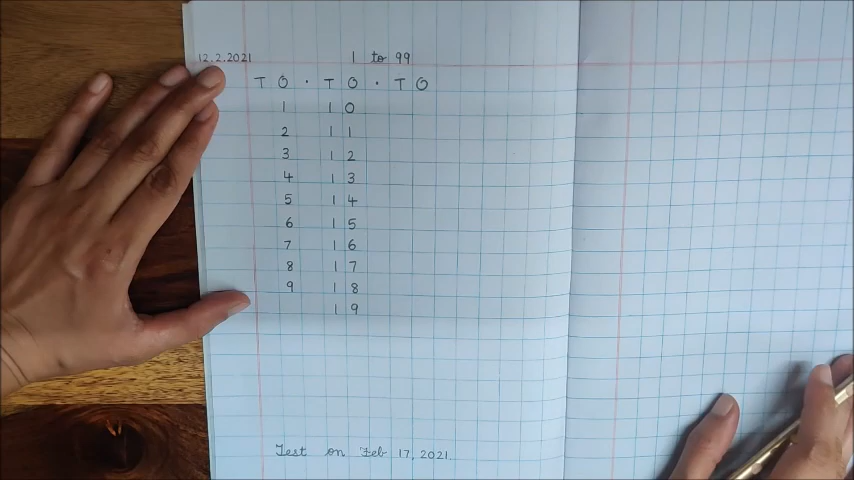 12.2.2021 1 to 99
T O · T O · T O
1 1 0
2 1 1
3 1 2
4 1 3
5 1 4
6 1 5
7 1 6
8 1 7
9 1 8
1 9
Test on Feb 17, 2021.